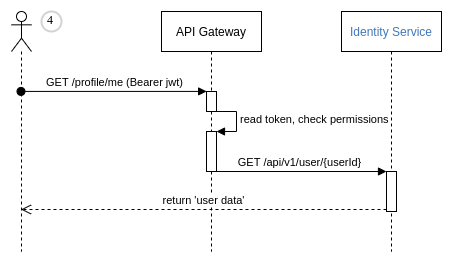 4
API Gateway
Identity Service
GET /profile/me (Bearer jwt)
read token, check permissions
GET /api/v1/user/{userId}
return 'user data'